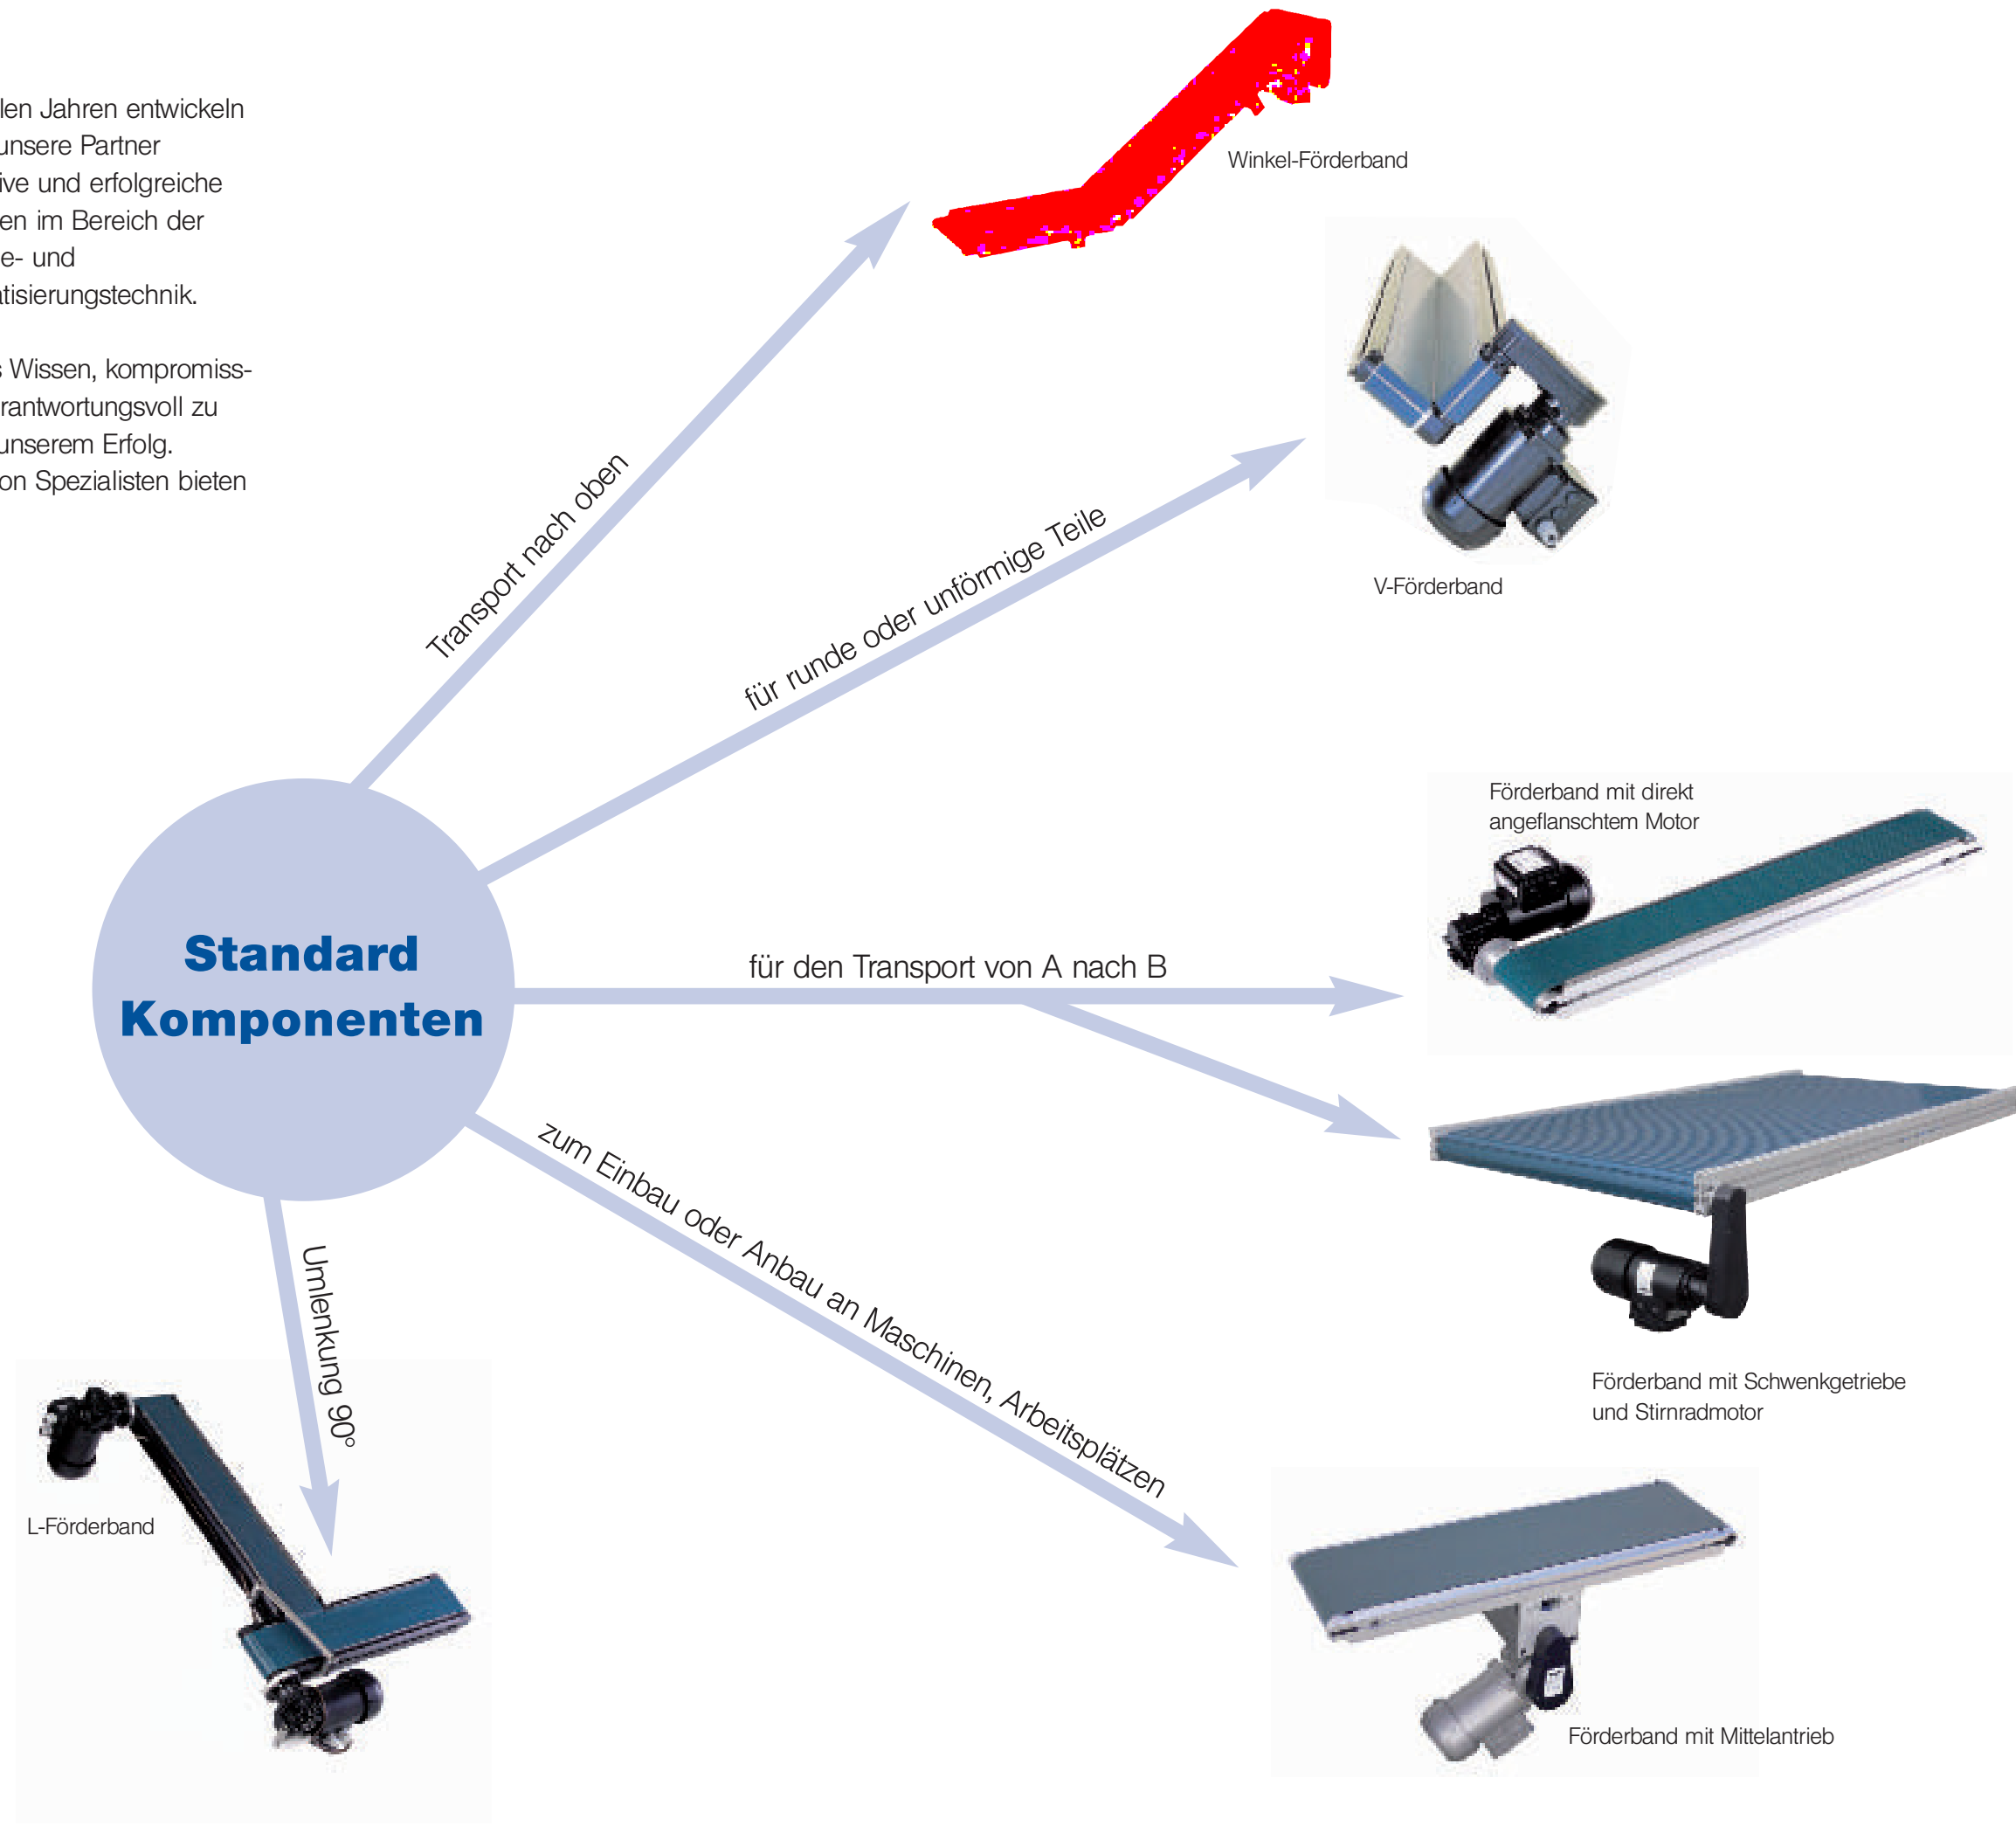 len Jahren entwickeln
unsere Partner
ive und erfolgreiche
en im Bereich der
e- und
atisierungstechnik.
s Wissen, kompromiss-
erantwortungsvoll zu
unserem Erfolg.
on Spezialisten bieten
Winkel-Förderband
Transport nach oben
V-Förderband
für runde oder unförmige Teile
Förderband mit direkt
angeflanschtem Motor
Standard
Komponenten
für den Transport von A nach B
Förderband mit Schwenkgetriebe
und Stirnradmotor
zum Einbau oder Anbau an Maschinen, Arbeitsplätzen
Umlenkung 90°
L-Förderband
Förderband mit Mittelantrieb